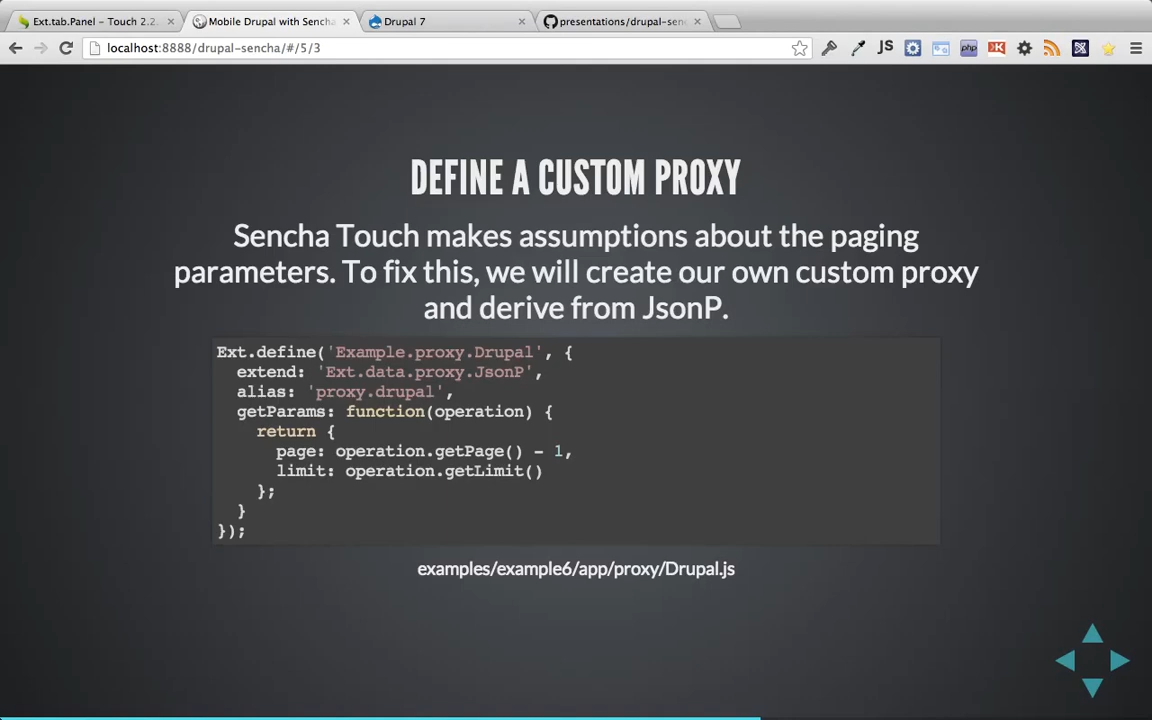 Ext.tab.Panel – Touch 2.2.
Mobile Drupal with Sencha
Drupal 7
presentations/drupal-sen
localhost:8888/drupal-sencha/#/5/3
JS
php
DEFINE A CUSTOM PROXY
Sencha Touch makes assumptions about the paging
parameters. To fix this, we will create our own custom proxy
and derive from JsonP.
Ext.define('Example.proxy.Drupal', {
extend: 'Ext.data.proxy.JsonP',
alias: 'proxy.drupal',
getParams: function(operation) {
return {
page: operation.getPage() - 1,
limit: operation.getLimit()
};
}
});
examples/example6/app/proxy/Drupal.js